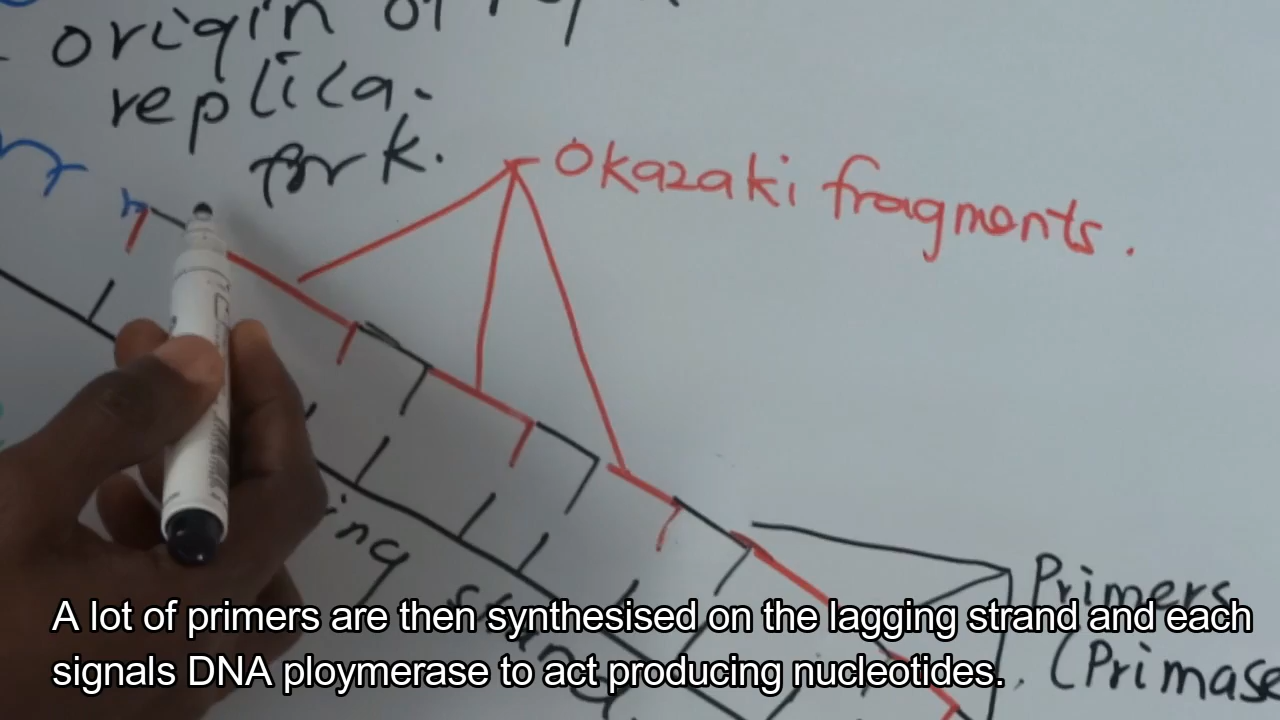 origin of
replica.
fork.
Okazaki fragments.
Primers
(Primase
A lot of primers are then synthesised on the lagging strand and each
signals DNA ploymerase to act producing nucleotides.